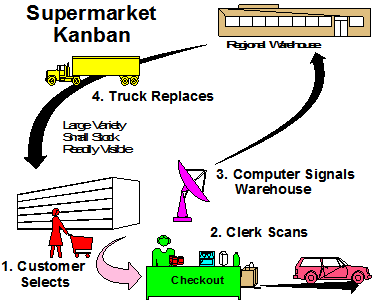 Supermarket
Kanban
Regional Warehouse
4. Truck Replaces
Large Variety
Small Stock
Readily Visible
3. Computer Signals
Warehouse
2. Clerk Scans
1. Customer
Selects
Checkout